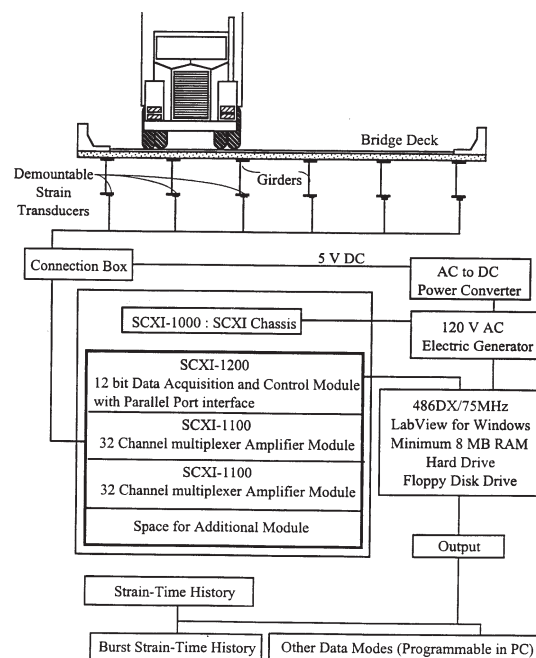 Bridge Deck
Demountable
Strain
Transducers
Girders
Connection Box
5 V DC
AC to DC
Power Converter
SCXI-1000 : SCXI Chassis
120 V AC
Electric Generator
SCXI-1200
12 bit Data Acquisition and Control Module
with Parallel Port interface
SCXI-1100
32 Channel multiplexer Amplifier Module
SCXI-1100
32 Channel multiplexer Amplifier Module
Space for Additional Module
486DX/75MHz
LabView for Windows
Minimum 8 MB RAM
Hard Drive
Floppy Disk Drive
Output
Strain-Time History
Burst Strain-Time History
Other Data Modes (Programmable in PC)